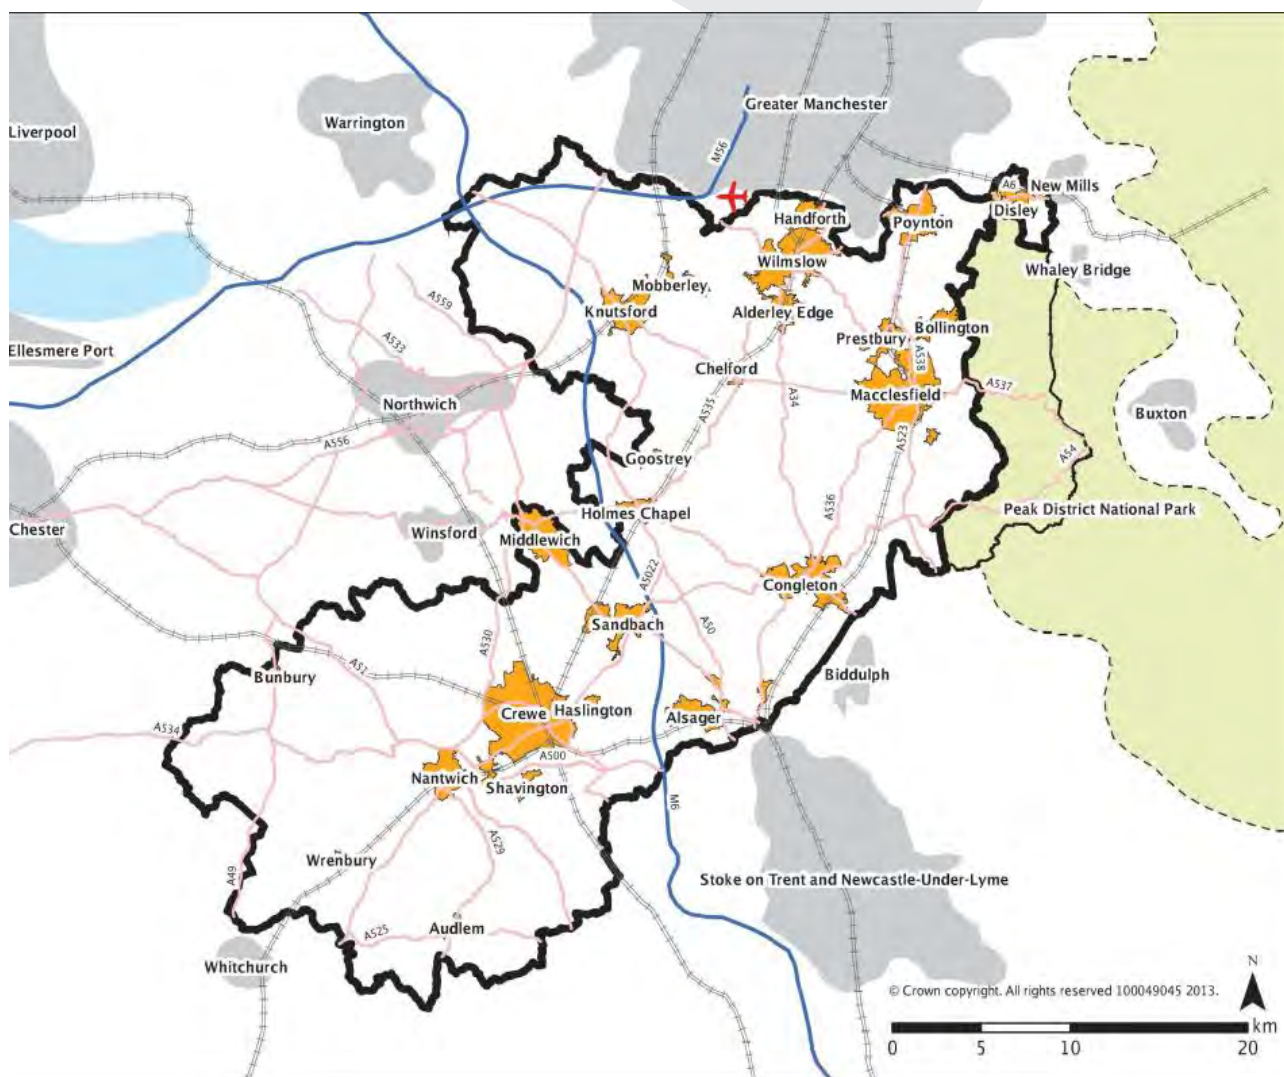 Greater Manchester
Warrington
Liverpool
M56
New Mills
A6
Disley
Handforth
Poynton
Wilmslow
Whaley Bridge
Mobberley
A559
Knutsford
Alderley Edge
Bollington
Prestbury
A538
Ellesmere Port
A533
Chelford
A537
Macclesfield
A34
Northwich
A535
Buxton
A523
A556
A54
Goostrey
A536
Peak District National Park
Holmes Chapel
Chester
Winsford
Middlewich
A5022
Congleton
Sandbach
A50
A530
A51
Bunbury
Biddulph
Crewe
Haslington
Alsager
A534
A500
Nantwich
Shavington
M6
A529
Wrenbury
A49
Stoke on Trent and Newcastle-Under-Lyme
Audlem
A525
Whitchurch
N
© Crown copyright. All rights reserved 100049045 2013.
km
0 5 10 20